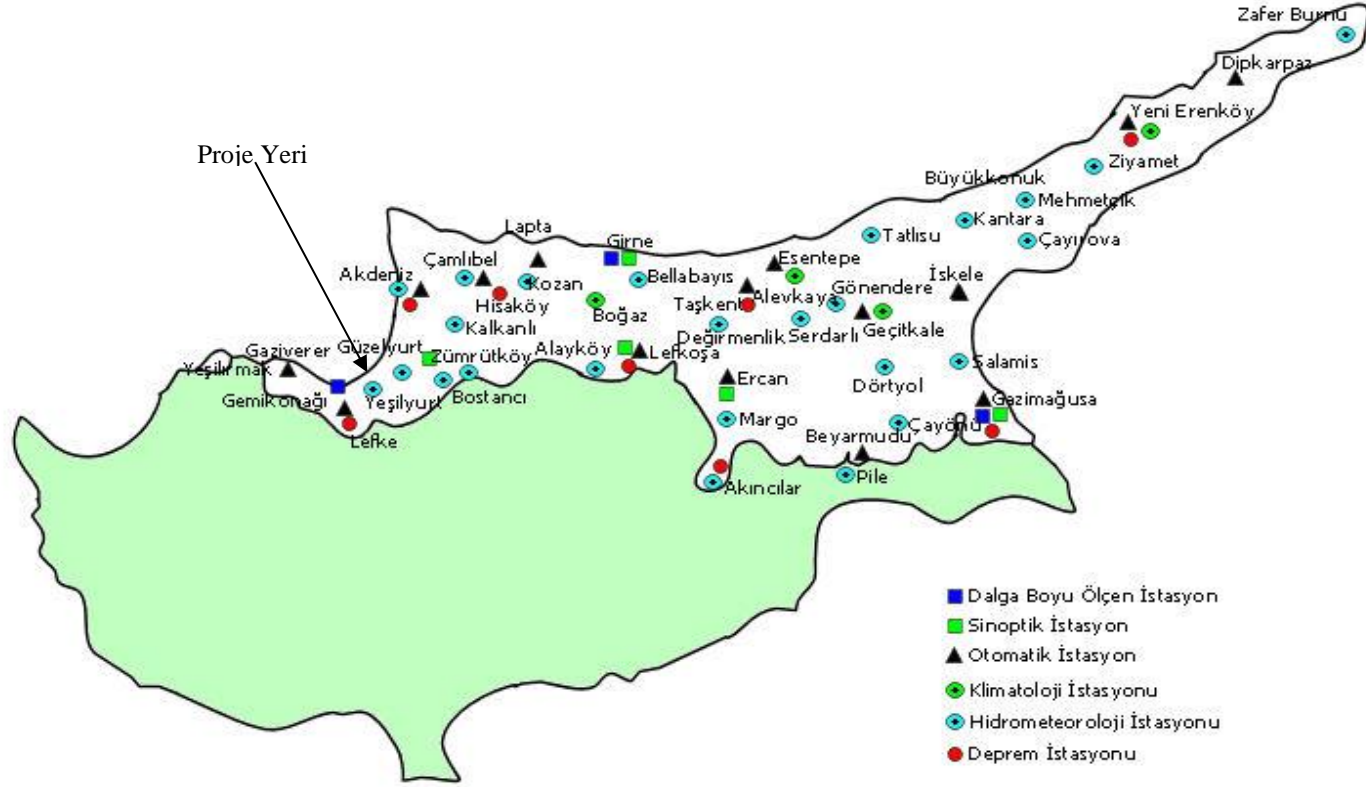 Zafer Burnu
Dipkarpaz
Yeni Erenköy
Proje Yeri
Ziyamet
Büyükkonuk
Mehmetçik
Kantara
Lapta
Girne
Tatlısu
Çayırova
Çamlıbel
Esentepe
Akdeniz
Kozan
Bellabayıs
İskele
Hisaköy
Taşkent
Alevkaya
Gönendere
Boğaz
Kalkanlı
Değirmenlik
Serdarlı
Geçitkale
Gaziveren
Güzelyurt
Zümrütköy
Alayköy
Lefkoşa
Yeşilırmak
Salamis
Ercan
Dörtyol
Gemikonağı
Yeşilyurt
Bostancı
Gazimağusa
Margo
Çayönü
Lefke
Beyarmudu
Akıncılar
Pile
Dalga Boyu Ölçen İstasyon
Sinoptik İstasyon
Otomatik İstasyon
Klimatoloji İstasyonu
Hidrometeoroloji İstasyonu
Deprem İstasyonu